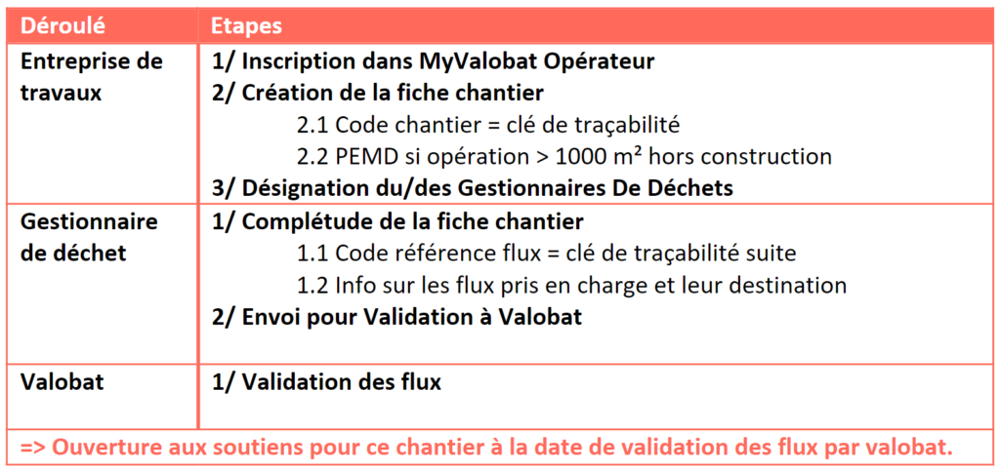 Déroulé
Etapes
Entreprise de
travaux
1/ Inscription dans MyValobat Opérateur
2/ Création de la fiche chantier
2.1 Code chantier = clé de traçabilité
2.2 PEMD si opération > 1000 m² hors construction
3/ Désignation du/des Gestionnaires De Déchets
Gestionnaire
de déchet
1/ Complétude de la fiche chantier
1.1 Code référence flux = clé de traçabilité suite
1.2 Info sur les flux pris en charge et leur destination
2/ Envoi pour Validation à Valobat
Valobat
1/ Validation des flux
=> Ouverture aux soutiens pour ce chantier à la date de validation des flux par valobat.